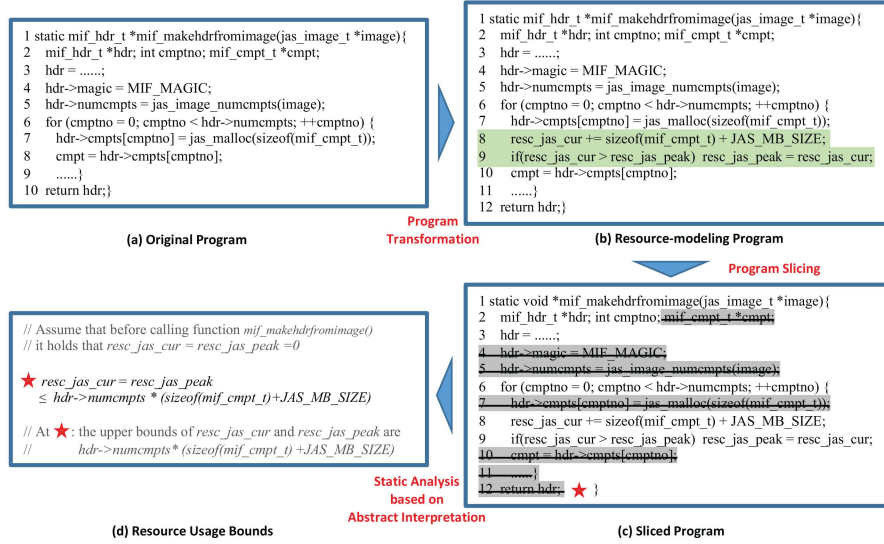 1 static mif_hdr_t *mif_makehdrfromimage(jas_image_t *image){
2 mif_hdr_t *hdr; int cmptno; mif_cmpt_t *cmpt;
3 hdr = ......;
4 hdr->magic = MIF_MAGIC;
5 hdr->numcmpts = jas_image_numcmpts(image);
6 for (cmptno = 0; cmptno < hdr->numcmpts; ++cmptno) {
7 hdr->cmpts[cmptno] = jas_malloc(sizeof(mif_cmpt_t));
8 cmpt = hdr->cmpts[cmptno];
9 ......}
10 return hdr;}
(a) Original Program
Program
Transformation
1 static mif_hdr_t *mif_makehdrfromimage(jas_image_t *image){
2 mif_hdr_t *hdr; int cmptno; mif_cmpt_t *cmpt;
3 hdr = ......;
4 hdr->magic = MIF_MAGIC;
5 hdr->numcmpts = jas_image_numcmpts(image);
6 for (cmptno = 0; cmptno < hdr->numcmpts; ++cmptno) {
7 hdr->cmpts[cmptno] = jas_malloc(sizeof(mif_cmpt_t));
8 resc_jas_cur += sizeof(mif_cmpt_t) + JAS_MB_SIZE;
9 if(resc_jas_cur > resc_jas_peak) resc_jas_peak = resc_jas_cur;
10 cmpt = hdr->cmpts[cmptno];
11 ......}
12 return hdr;}
(b) Resource-modeling Program
Program Slicing
1 static void *mif_makehdrfromimage(jas_image_t *image){
2 mif_hdr_t *hdr; int cmptno; mif_cmpt_t *cmpt;
3 hdr = ......;
4 hdr->magic = MIF_MAGIC;
5 hdr->numcmpts = jas_image_numcmpts(image);
6 for (cmptno = 0; cmptno < hdr->numcmpts; ++cmptno) {
7 hdr->cmpts[cmptno] = jas_malloc(sizeof(mif_cmpt_t));
8 resc_jas_cur += sizeof(mif_cmpt_t) + JAS_MB_SIZE;
9 if(resc_jas_cur > resc_jas_peak) resc_jas_peak = resc_jas_cur;
10 cmpt = hdr->cmpts[cmptno];
11 ......}
12 return hdr; ★ }
(c) Sliced Program
Static Analysis
based on
Abstract Interpretation
// Assume that before calling function mif_makehdrfromimage()
// it holds that resc_jas_cur = resc_jas_peak =0
★ resc_jas_cur = resc_jas_peak
≤ hdr->numcmpts * (sizeof(mif_cmpt_t)+JAS_MB_SIZE)
// At ★: the upper bounds of resc_jas_cur and resc_jas_peak are
// hdr->numcmpts* (sizeof(mif_cmpt_t) +JAS_MB_SIZE)
(d) Resource Usage Bounds